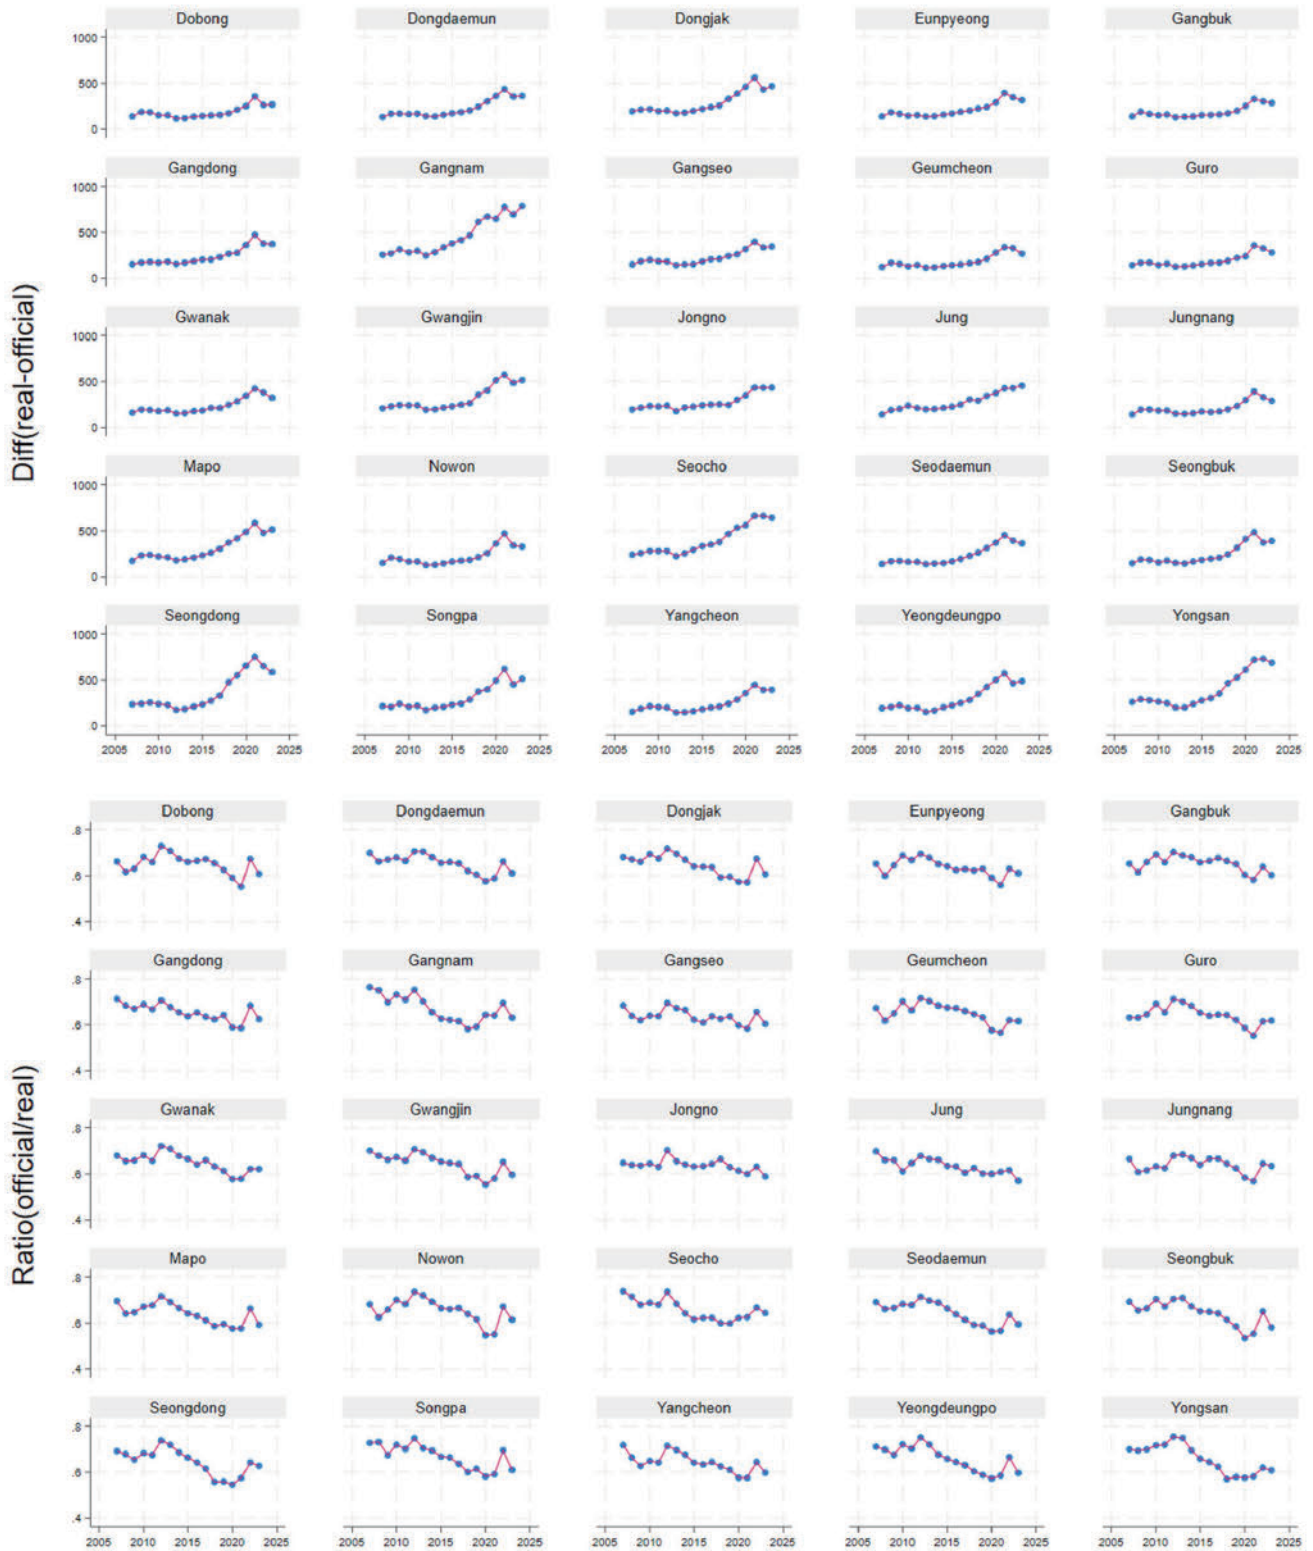 Diff(real-official)
Dobong Dongdaemun Dongjak Eunpyeong Gangbuk
1000
500
0
Gangdong Gangnam Gangseo Geumcheon Guro
1000
500
0
Gwanak Gwangjin Jongno Jung Jungnang
1000
500
0
Mapo Nowon Seocho Seodaemun Seongbuk
1000
500
0
Seongdong Songpa Yangcheon Yeongdeungpo Yongsan
1000
500
0
2005 2010 2015 2020 2025 2005 2010 2015 2020 2025 2005 2010 2015 2020 2025 2005 2010 2015 2020 2025 2005 2010 2015 2020 2025
Ratio(official/real)
Dobong Dongdaemun Dongjak Eunpyeong Gangbuk
.8
.6
.4
Gangdong Gangnam Gangseo Geumcheon Guro
.8
.6
.4
Gwanak Gwangjin Jongno Jung Jungnang
.8
.6
.4
Mapo Nowon Seocho Seodaemun Seongbuk
.8
.6
.4
Seongdong Songpa Yangcheon Yeongdeungpo Yongsan
.8
.6
.4
2005 2010 2015 2020 2025 2005 2010 2015 2020 2025 2005 2010 2015 2020 2025 2005 2010 2015 2020 2025 2005 2010 2015 2020 2025